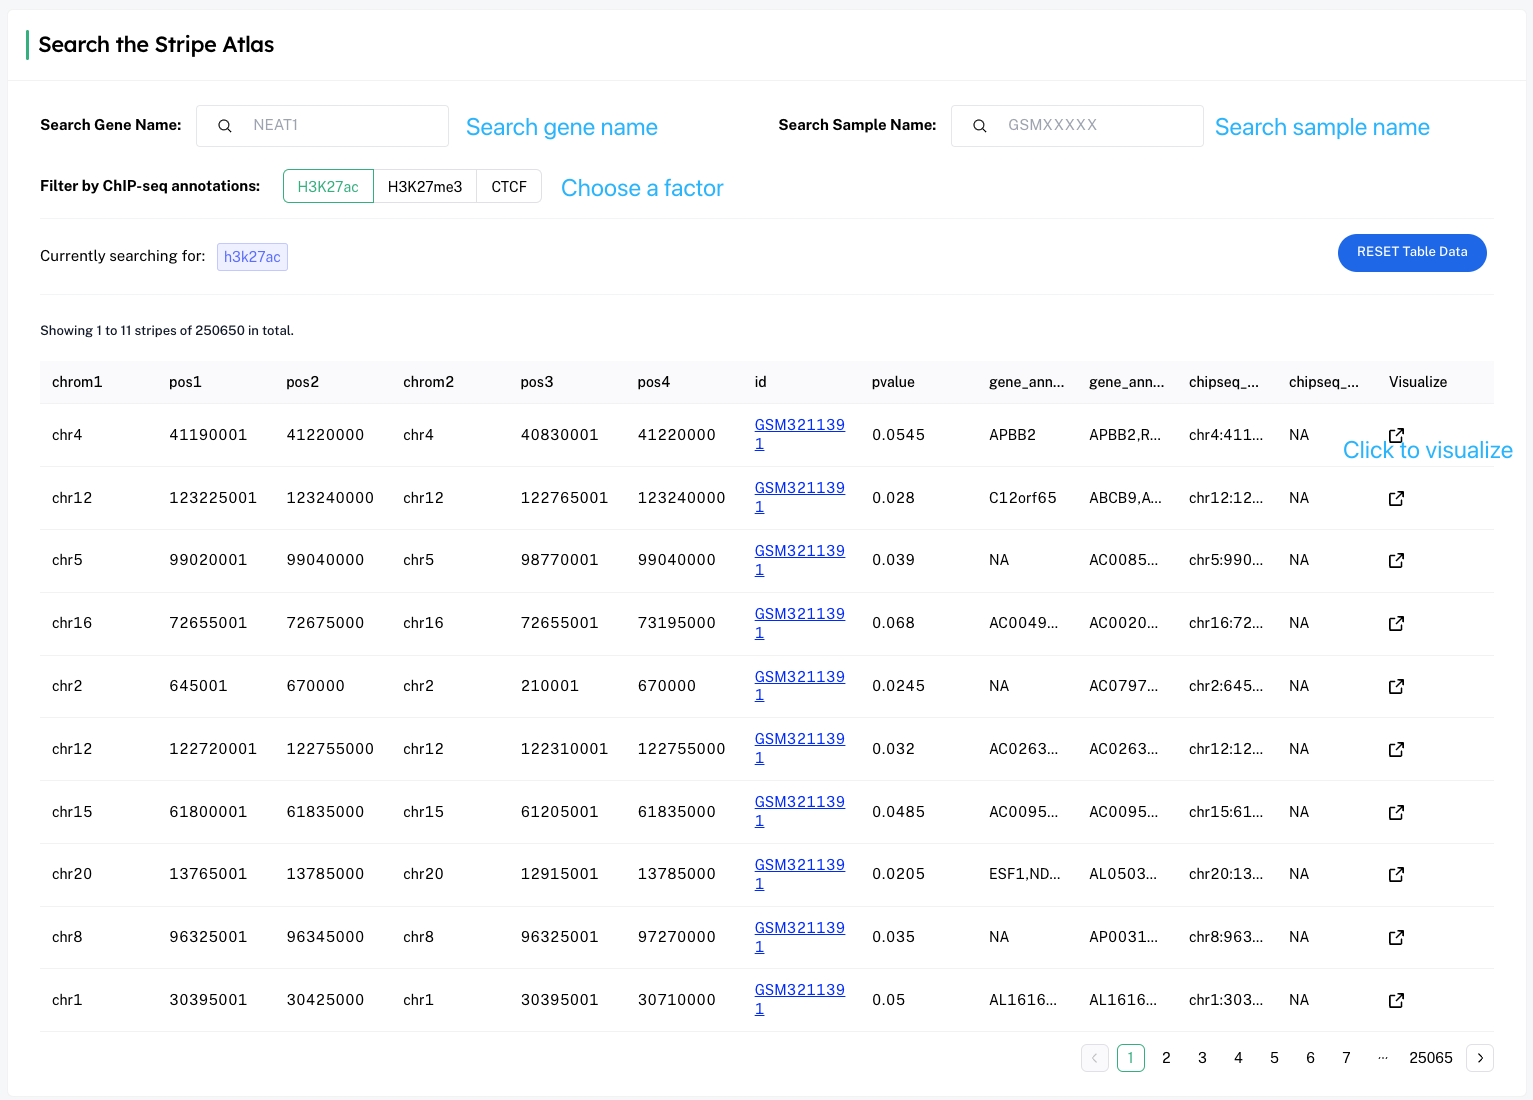 Search the Stripe Atlas
Search Gene Name: NEAT1 Search gene name Search Sample Name: GSMXXXXX Search sample name
Filter by ChIP-seq annotations: H3K27ac H3K27me3 CTCF Choose a factor
Currently searching for: h3k27ac RESET Table Data
Showing 1 to 11 stripes of 250650 in total.
chrom1 pos1 pos2 chrom2 pos3 pos4 id pvalue gene_ann... gene_ann... chipseq_... chipseq_... Visualize
chr4 41190001 41220000 chr4 40830001 41220000 GSM3211391 0.0545 APBB2 APBB2,R... chr4:411... NA
Click to visualize
chr12 123225001 123240000 chr12 122765001 123240000 GSM3211391 0.028 C12orf65 ABCB9,A... chr12:12... NA
chr5 99020001 99040000 chr5 98770001 99040000 GSM3211391 0.039 NA AC0085... chr5:990... NA
chr16 72655001 72675000 chr16 72655001 73195000 GSM3211391 0.068 AC0049... AC0020... chr16:72... NA
chr2 645001 670000 chr2 210001 670000 GSM3211391 0.0245 NA AC0797... chr2:645... NA
chr12 122720001 122755000 chr12 122310001 122755000 GSM3211391 0.032 AC0263... AC0263... chr12:12... NA
chr15 61800001 61835000 chr15 61205001 61835000 GSM3211391 0.0485 AC0095... AC0095... chr15:61... NA
chr20 13765001 13785000 chr20 12915001 13785000 GSM3211391 0.0205 ESF1,ND... AL0503... chr20:13... NA
chr8 96325001 96345000 chr8 96325001 97270000 GSM3211391 0.035 NA AP0031... chr8:963... NA
chr1 30395001 30425000 chr1 30395001 30710000 GSM3211391 0.05 AL1616... AL1616... chr1:303... NA
< 1 2 3 4 5 6 7 ... 25065 >